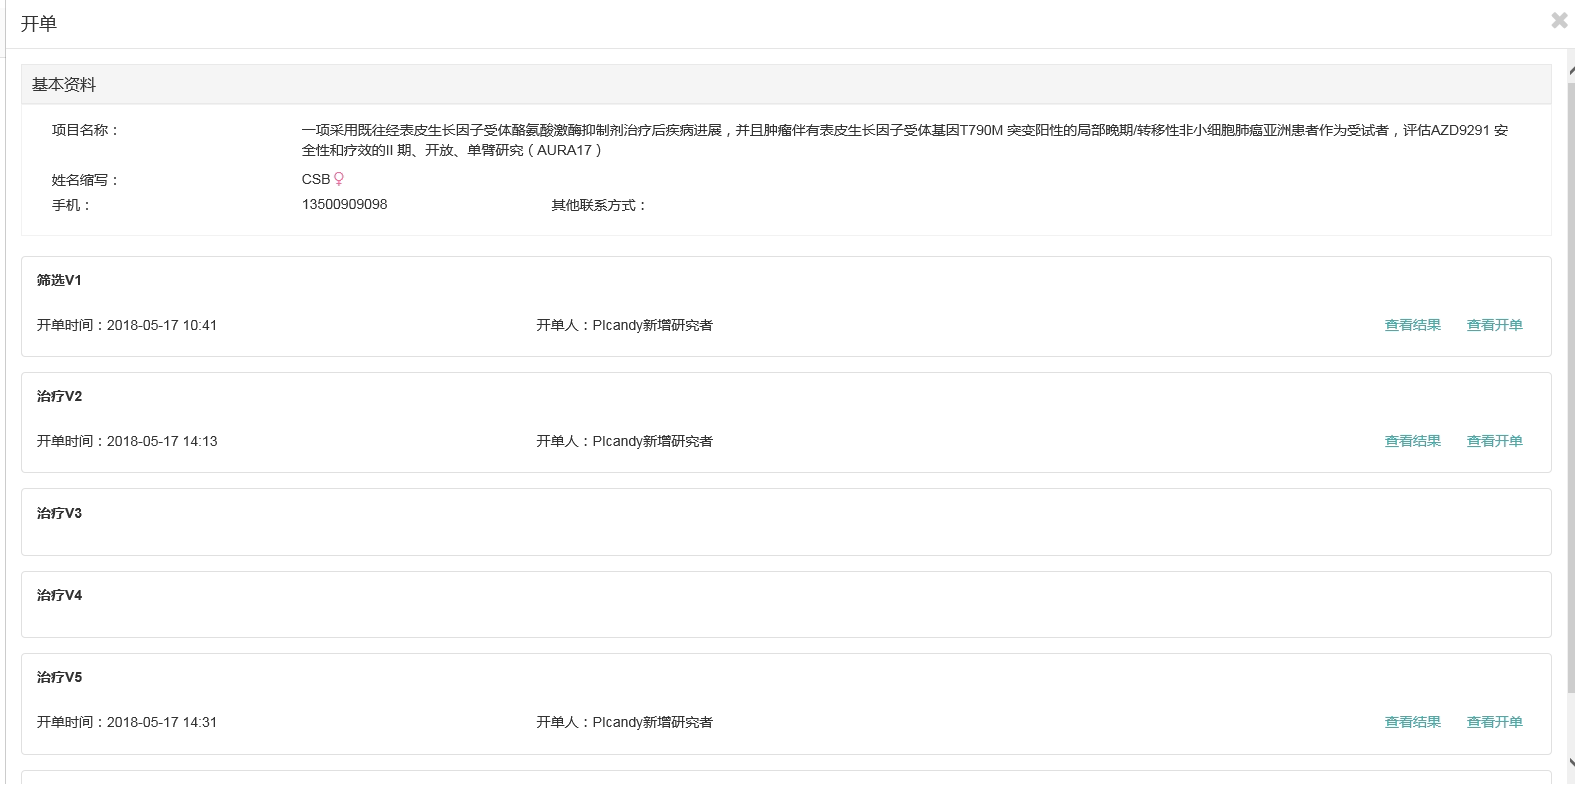 开单
基本资料
项目名称：
一项采用既往经表皮生长因子受体酪氨酸激酶抑制剂治疗后疾病进展，并且肿瘤伴有表皮生长因子受体基因T790M 突变阳性的局部晚期/转移性非小细胞肺癌亚洲患者作为受试者，评估AZD9291 安
全性和疗效的II 期、开放、单臂研究（AURA17）
姓名缩写：
CSB♀
手机：
13500909098
其他联系方式：
筛选V1
开单时间：2018-05-17 10:41
开单人：PIcandy新增研究者
查看结果
查看开单
治疗V2
开单时间：2018-05-17 14:13
开单人：PIcandy新增研究者
查看结果
查看开单
治疗V3
治疗V4
治疗V5
开单时间：2018-05-17 14:31
开单人：PIcandy新增研究者
查看结果
查看开单